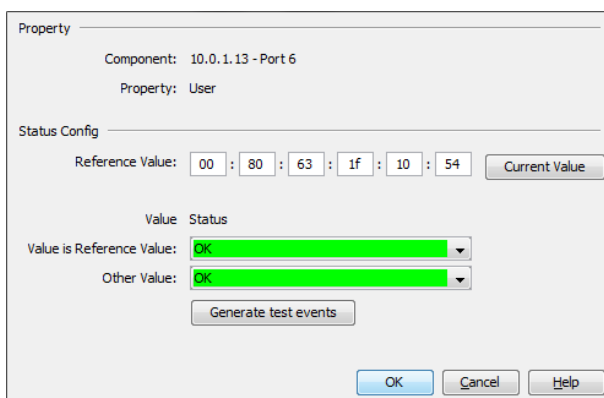 Property
Component: 10.0.1.13 - Port 6
Property: User
Status Config
Reference Value: 00 : 80 : 63 : 1f : 10 : 54 Current Value
Value Status
Value is Reference Value: OK
Other Value: OK
Generate test events
OK Cancel Help